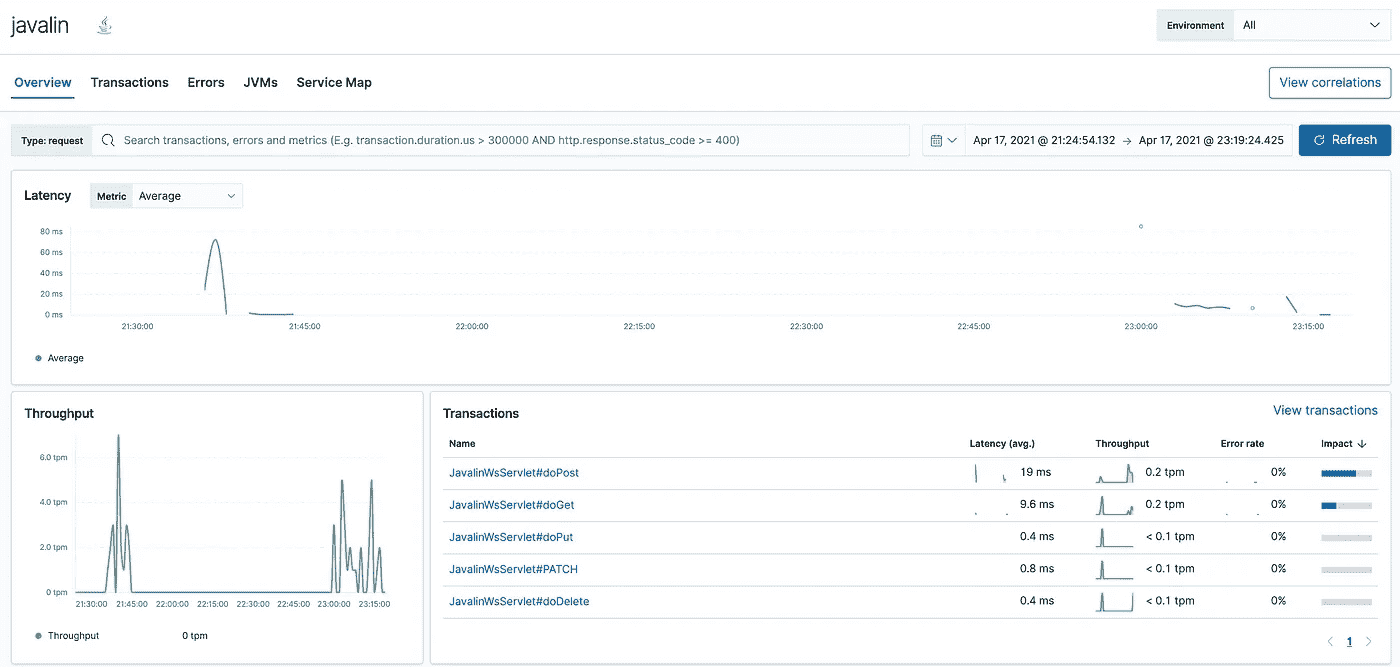 javalin
Environment All
Overview Transactions Errors JVMs Service Map
View correlations
Type: request Search transactions, errors and metrics (E.g. transaction.duration.us > 300000 AND http.response.status_code >= 400)
Apr 17, 2021 @ 21:24:54.132 → Apr 17, 2021 @ 23:19:24.425
Refresh
Latency Metric Average
80 ms
60 ms
40 ms
20 ms
0 ms
21:30:00 21:45:00 22:00:00 22:15:00 22:30:00 22:45:00 23:00:00 23:15:00
Average
Throughput
6.0 tpm
4.0 tpm
2.0 tpm
0 tpm
21:30:00 21:45:00 22:00:00 22:15:00 22:30:00 22:45:00 23:00:00 23:15:00
Throughput 0 tpm
Transactions
View transactions
Name Latency (avg.) Throughput Error rate Impact ↓
JavalinWsServlet#doPost 19 ms 0.2 tpm 0%
JavalinWsServlet#doGet 9.6 ms 0.2 tpm 0%
JavalinWsServlet#doPut 0.4 ms < 0.1 tpm 0%
JavalinWsServlet#PATCH 0.8 ms < 0.1 tpm 0%
JavalinWsServlet#doDelete 0.4 ms < 0.1 tpm 0%
< 1 >